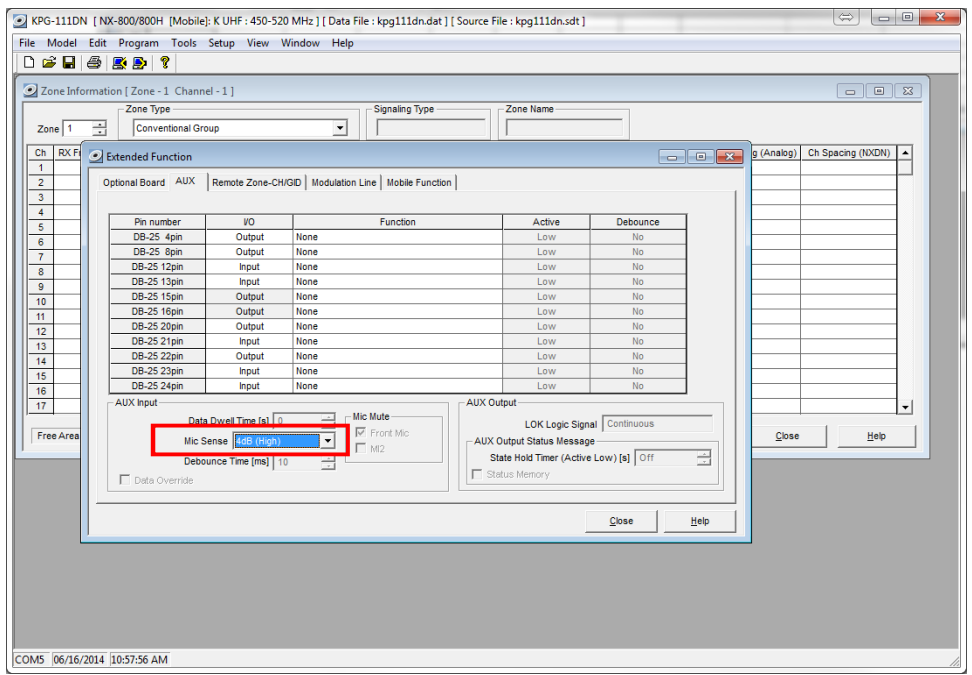 KPG-111DN [ NX-800/800H [Mobile]: K UHF : 450-520 MHz ] [ Data File : kpg111dn.dat ] [ Source File : kpg111dn.sdt ]
File Model Edit Program Tools Setup View Window Help
Zone Information [ Zone - 1 Channel - 1 ]
Zone Type Signaling Type Zone Name
Zone 1 Conventional Group
Ch RX Fr g (Analog) Ch Spacing (NXDN)
1
2
3
4
5
6
7
8
9
10
11
12
13
14
15
16
17
Free Area Close Help
Extended Function
Optional Board AUX Remote Zone-CH/GID Modulation Line Mobile Function
Pin number I/O Function Active Debounce
DB-25 4pin Output None Low No
DB-25 8pin Output None Low No
DB-25 12pin Input None Low No
DB-25 13pin Input None Low No
DB-25 15pin Output None Low No
DB-25 16pin Output None Low No
DB-25 20pin Output None Low No
DB-25 21pin Input None Low No
DB-25 22pin Output None Low No
DB-25 23pin Input None Low No
DB-25 24pin Input None Low No
AUX Input
Data Dwell Time [s] 0
Mic Sense 4dB (High)
Debounce Time [ms] 10
Data Override
Mic Mute
Front Mic
MI2
AUX Output
LOK Logic Signal Continuous
AUX Output Status Message
State Hold Timer (Active Low) [s] Off
Status Memory
Close Help
COM5 06/16/2014 10:57:56 AM